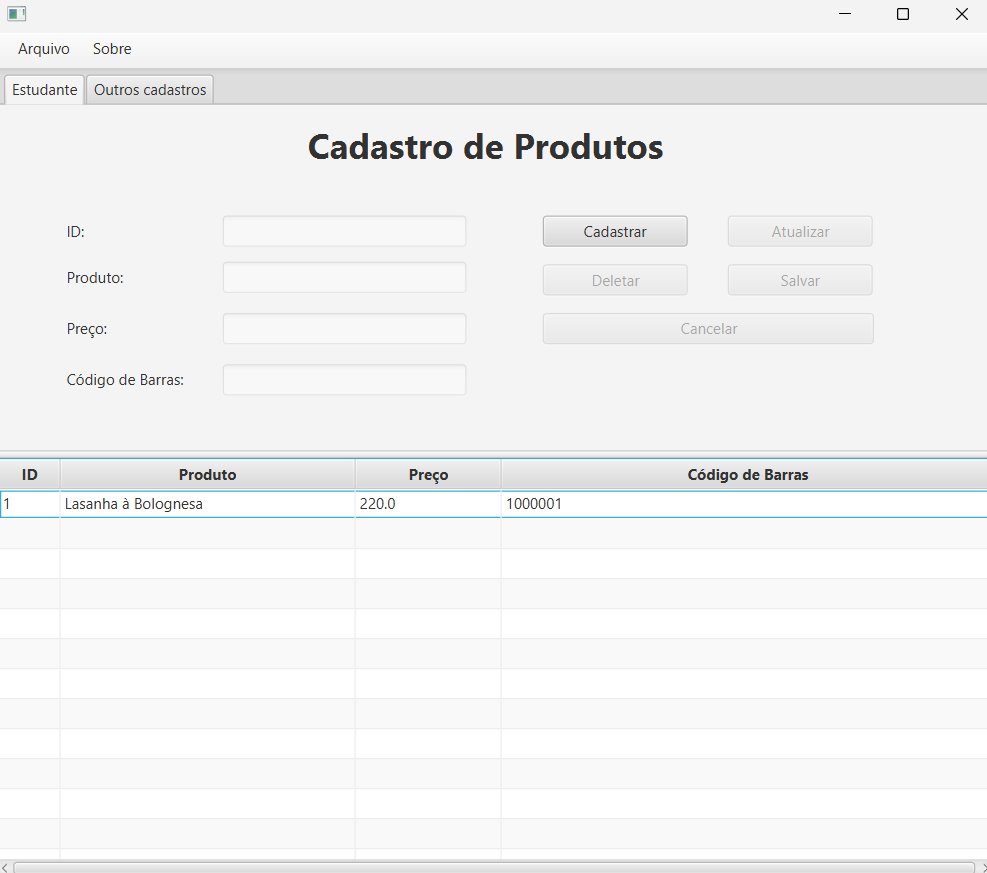 Arquivo Sobre
Estudante Outros cadastros
Cadastro de Produtos
ID:
Cadastrar Atualizar
Produto:
Deletar Salvar
Preço:
Cancelar
Código de Barras:
ID Produto Preço Código de Barras
1 Lasanha à Bolognesa 220.0 1000001